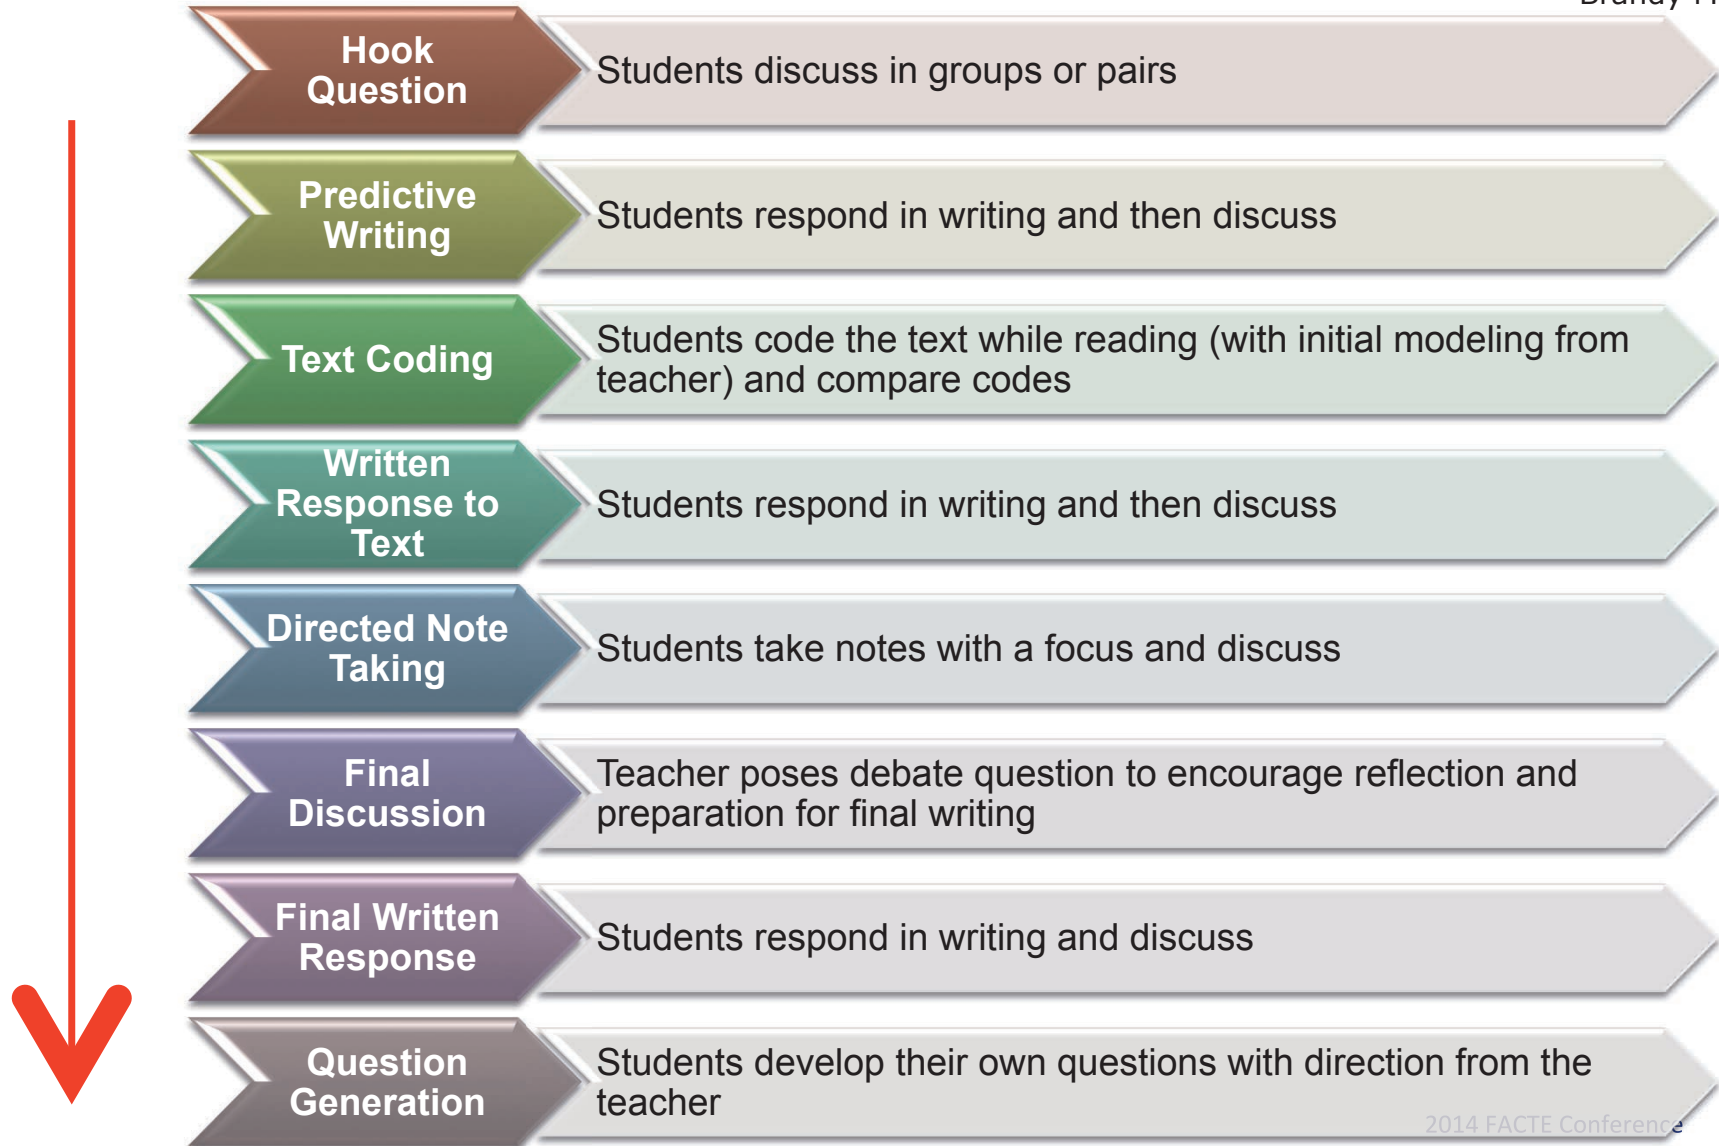 Brandy
Hook
Question
Students discuss in groups or pairs
Predictive
Writing
Students respond in writing and then discuss
Text Coding
Students code the text while reading (with initial modeling from
teacher) and compare codes
Written
Response to
Text
Students respond in writing and then discuss
Directed Note
Taking
Students take notes with a focus and discuss
Final
Discussion
Teacher poses debate question to encourage reflection and
preparation for final writing
Final Written
Response
Students respond in writing and discuss
Question
Generation
Students develop their own questions with direction from the
teacher
2014 FACTE Conference